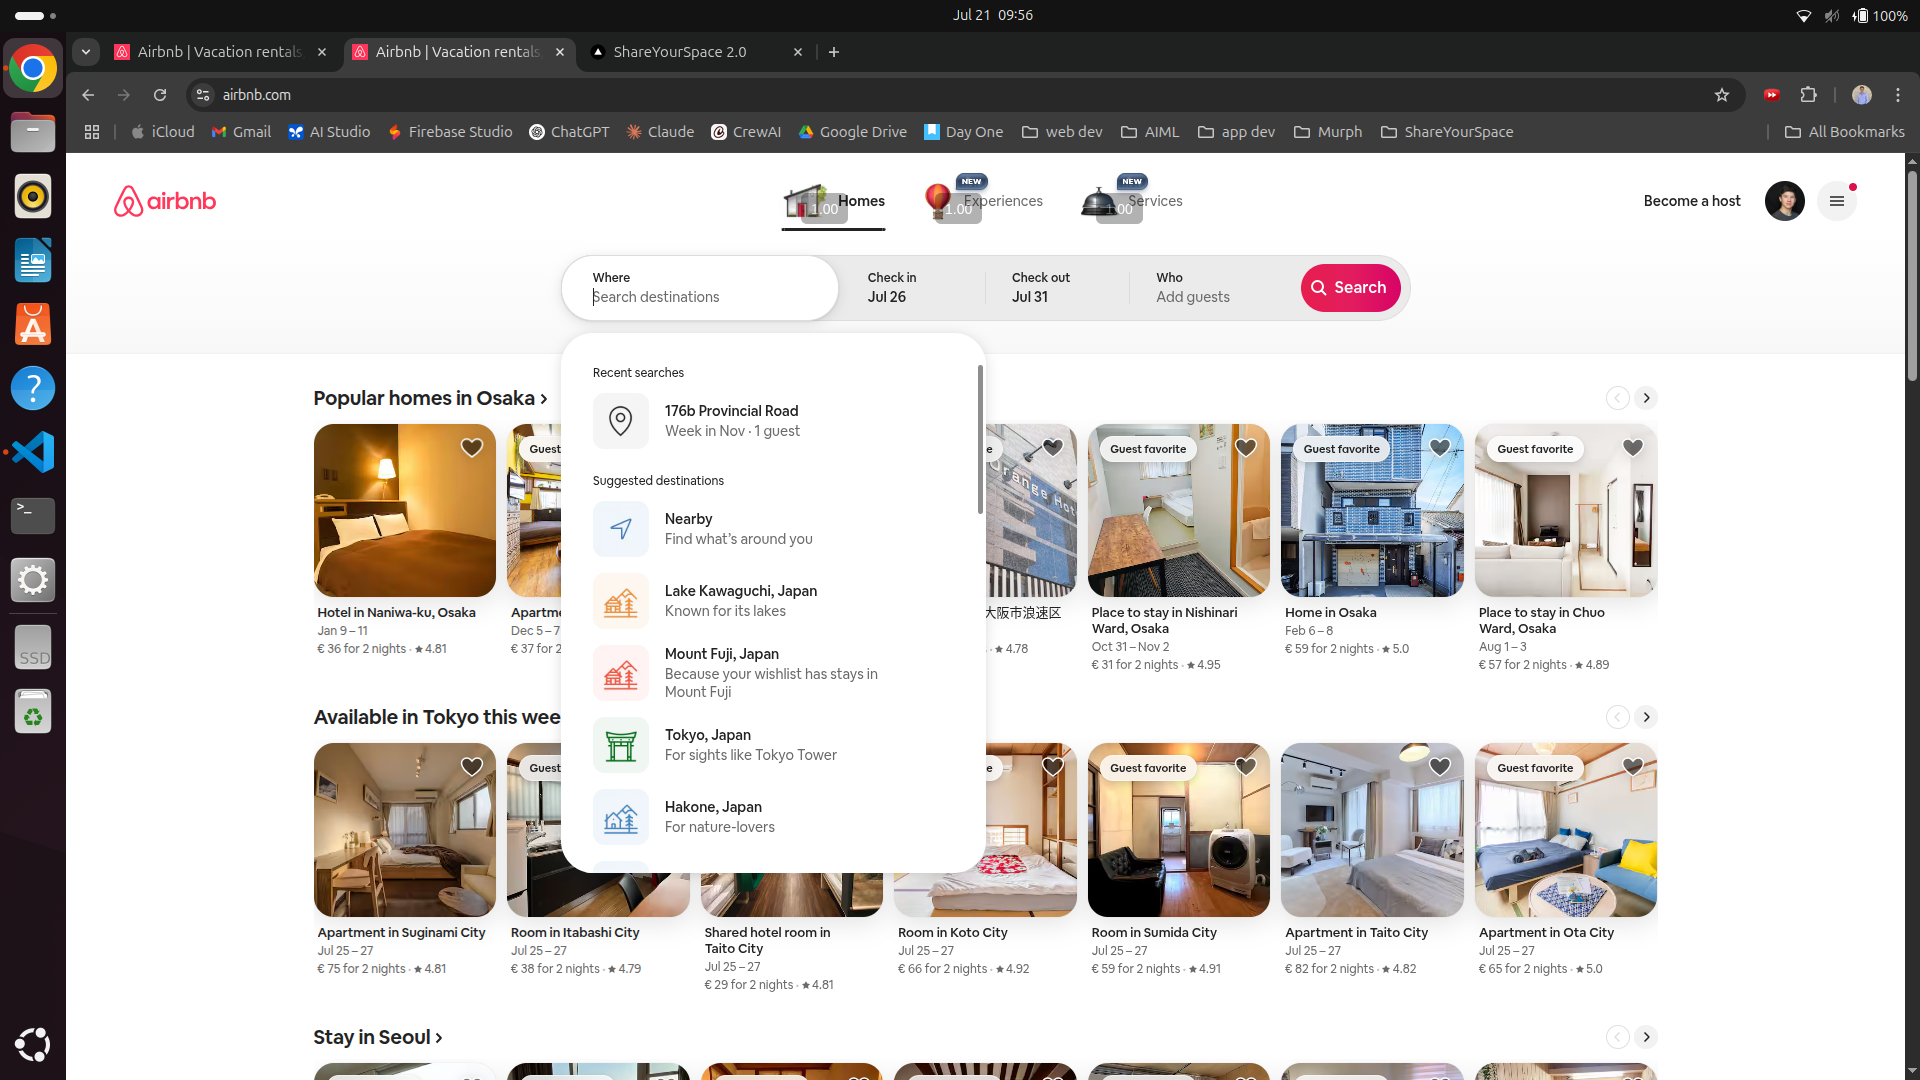 Jul 21 09:56
100%
Airbnb | Vacation rentals
Airbnb | Vacation rentals
ShareYourSpace 2.0
airbnb.com
iCloud
Gmail
AI Studio
Firebase Studio
ChatGPT
Claude
CrewAI
Google Drive
Day One
web dev
AIML
app dev
Murph
ShareYourSpace
All Bookmarks
airbnb
Homes
1.00
NEW
Experiences
1.00
NEW
Services
1.00
Become a host
Where
Search destinations
Check in
Jul 26
Check out
Jul 31
Who
Add guests
Search
Recent searches
176b Provincial Road
Week in Nov · 1 guest
Suggested destinations
Nearby
Find what's around you
Lake Kawaguchi, Japan
Known for its lakes
Mount Fuji, Japan
Because your wishlist has stays in
Mount Fuji
Tokyo, Japan
For sights like Tokyo Tower
Hakone, Japan
For nature-lovers
Popular homes in Osaka
Guest
Orange
Guest favorite
Guest favorite
Guest favorite
Hotel in Naniwa-ku, Osaka
Jan 9 – 11
€ 36 for 2 nights · ★ 4.81
Dec 5 – 7
€ 37 for 2
大阪市浪速区
· ★ 4.78
Place to stay in Nishinari
Ward, Osaka
Oct 31 – Nov 2
€ 31 for 2 nights · ★ 4.95
Home in Osaka
Feb 6 – 8
€ 59 for 2 nights · ★ 5.0
Place to stay in Chuo
Ward, Osaka
Aug 1 – 3
€ 57 for 2 nights · ★ 4.89
Available in Tokyo this wee
Guest
Guest favorite
Guest favorite
Apartment in Suginami City
Jul 25 – 27
€ 75 for 2 nights · ★ 4.81
Room in Itabashi City
Jul 25 – 27
€ 38 for 2 nights · ★ 4.79
Shared hotel room in
Taito City
Jul 25 – 27
€ 29 for 2 nights · ★ 4.81
Room in Koto City
Jul 25 – 27
€ 66 for 2 nights · ★ 4.92
Room in Sumida City
Jul 25 – 27
€ 59 for 2 nights · ★ 4.91
Apartment in Taito City
Jul 25 – 27
€ 82 for 2 nights · ★ 4.82
Apartment in Ota City
Jul 25 – 27
€ 65 for 2 nights · ★ 5.0
Stay in Seoul
SSD